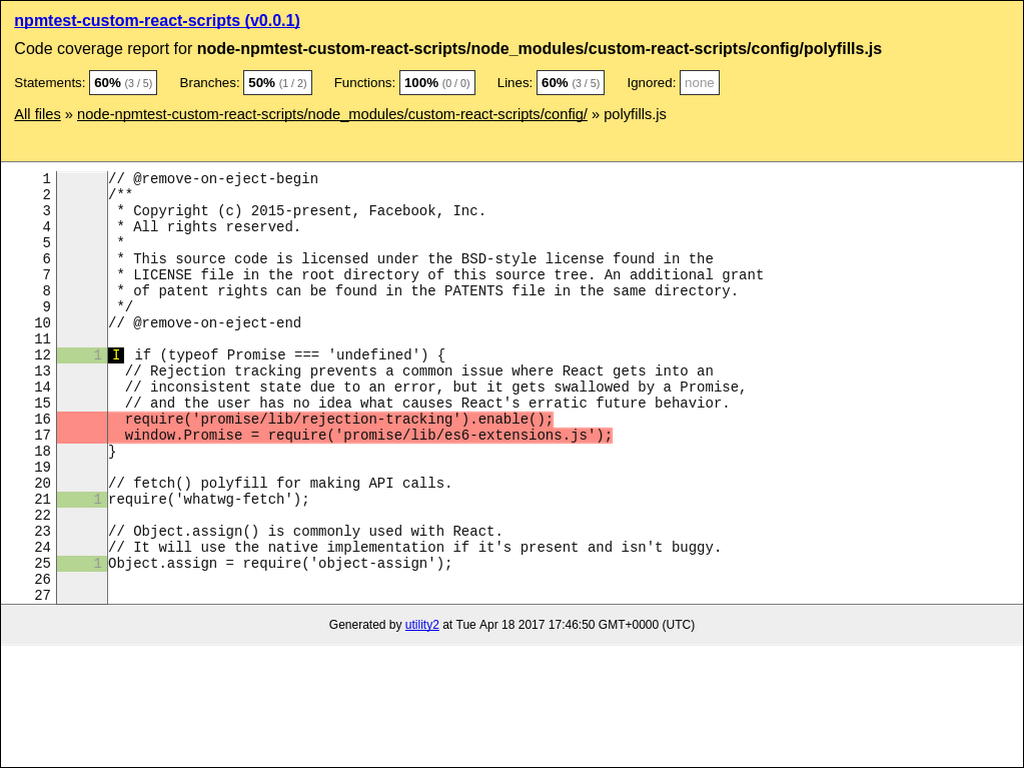 npmtest-custom-react-scripts (v0.0.1)
Code coverage report for node-npmtest-custom-react-scripts/node_modules/custom-react-scripts/config/polyfills.js
Statements: 60% (3 / 5) Branches: 50% (1 / 2) Functions: 100% (0 / 0) Lines: 60% (3 / 5) Ignored: none
All files » node-npmtest-custom-react-scripts/node_modules/custom-react-scripts/config/ » polyfills.js
1 // @remove-on-eject-begin
2 /**
3  * Copyright (c) 2015-present, Facebook, Inc.
4  * All rights reserved.
5  *
6  * This source code is licensed under the BSD-style license found in the
7  * LICENSE file in the root directory of this source tree. An additional grant
8  * of patent rights can be found in the PATENTS file in the same directory.
9  */
10 // @remove-on-eject-end
11
12 1 I if (typeof Promise === 'undefined') {
13   // Rejection tracking prevents a common issue where React gets into an
14   // inconsistent state due to an error, but it gets swallowed by a Promise,
15   // and the user has no idea what causes React's erratic future behavior.
16   require('promise/lib/rejection-tracking').enable();
17   window.Promise = require('promise/lib/es6-extensions.js');
18 }
19
20 // fetch() polyfill for making API calls.
21 1 require('whatwg-fetch');
22
23 // Object.assign() is commonly used with React.
24 // It will use the native implementation if it's present and isn't buggy.
25 1 Object.assign = require('object-assign');
26
27
Generated by utility2 at Tue Apr 18 2017 17:46:50 GMT+0000 (UTC)